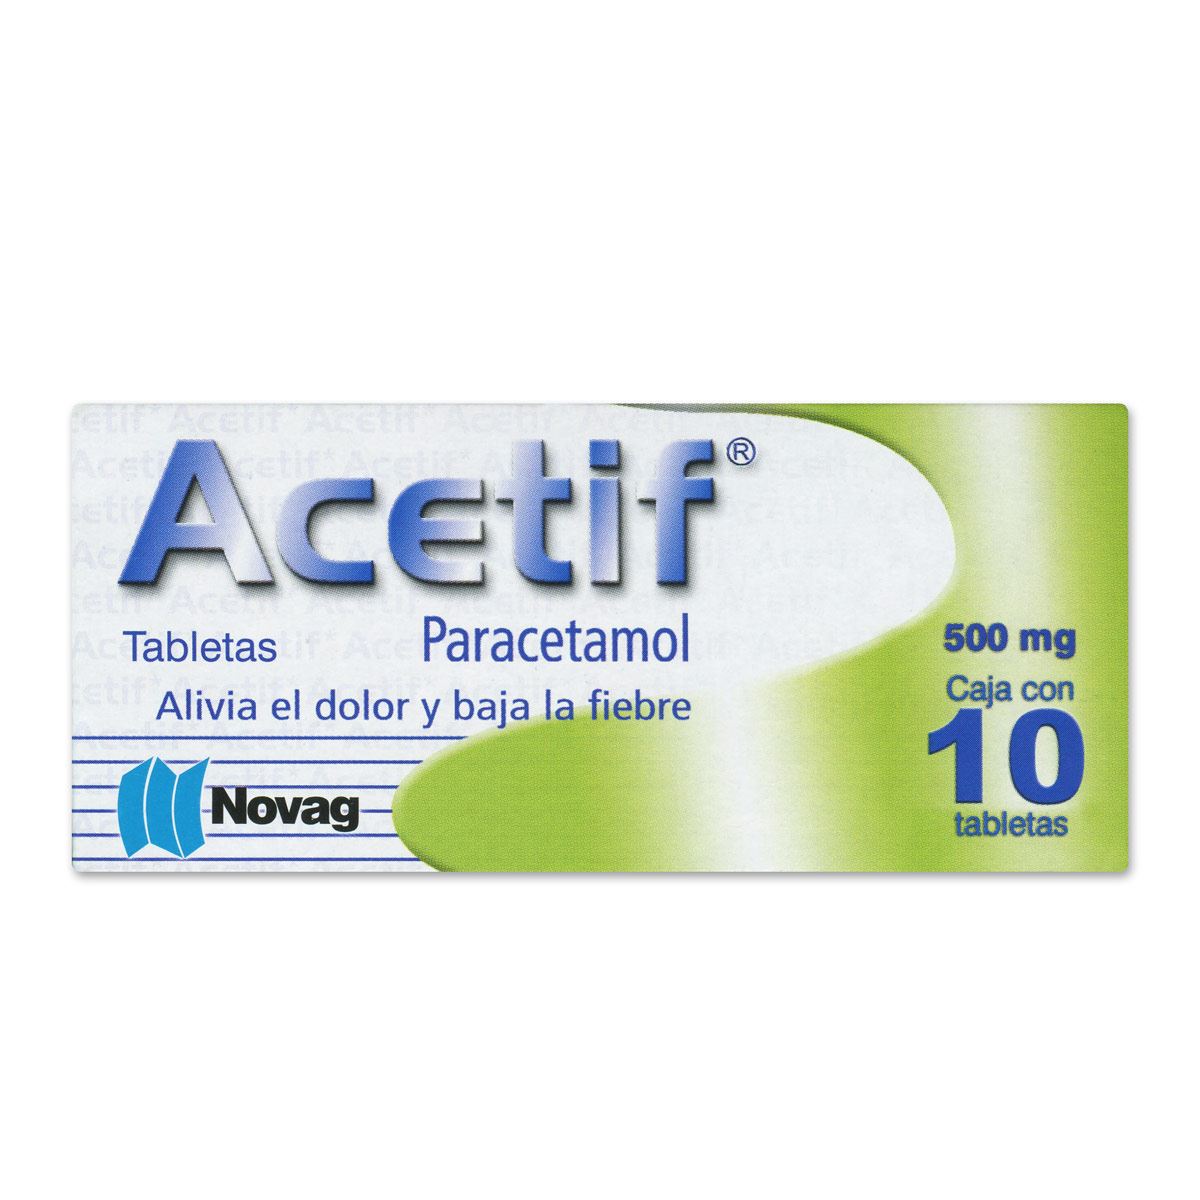 Acetif®
Tabletas Paracetamol
Alivia el dolor y baja la fiebre
Novag
500 mg
Caja con
10
tabletas